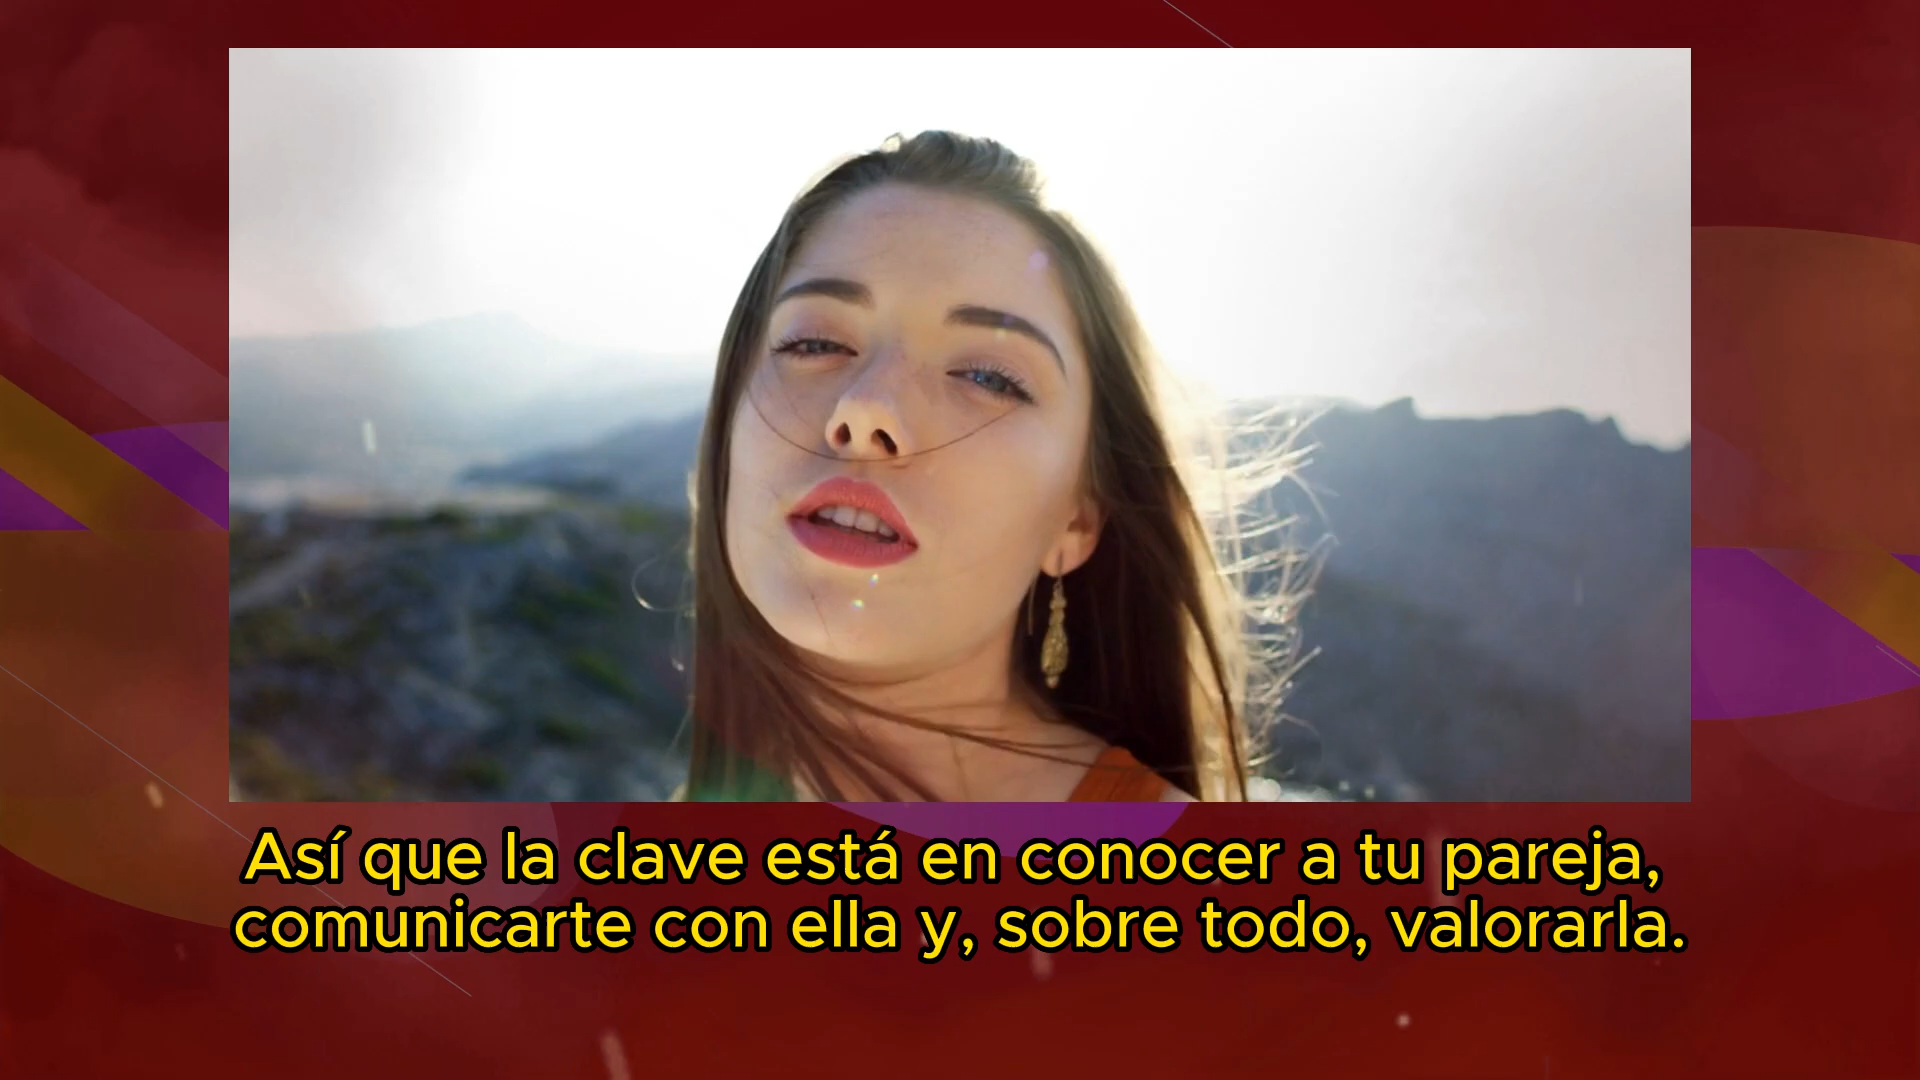 Así que la clave está en conocer a tu pareja,
comunicarte con ella y, sobre todo, valorarla.